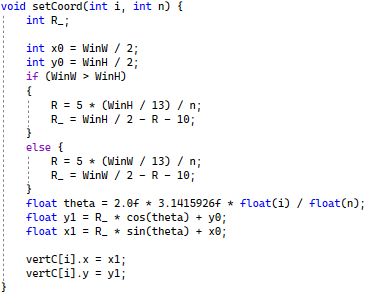 void setCoord(int i, int n) {
    int R_;

    int x0 = WinW / 2;
    int y0 = WinH / 2;
    if (WinW > WinH)
    {
        R = 5 * (WinH / 13) / n;
        R_ = WinH / 2 - R - 10;
    }
    else {
        R = 5 * (WinW / 13) / n;
        R_ = WinW / 2 - R - 10;
    }
    float theta = 2.0f * 3.1415926f * float(i) / float(n);
    float y1 = R_ * cos(theta) + y0;
    float x1 = R_ * sin(theta) + x0;

    vertC[i].x = x1;
    vertC[i].y = y1;
}